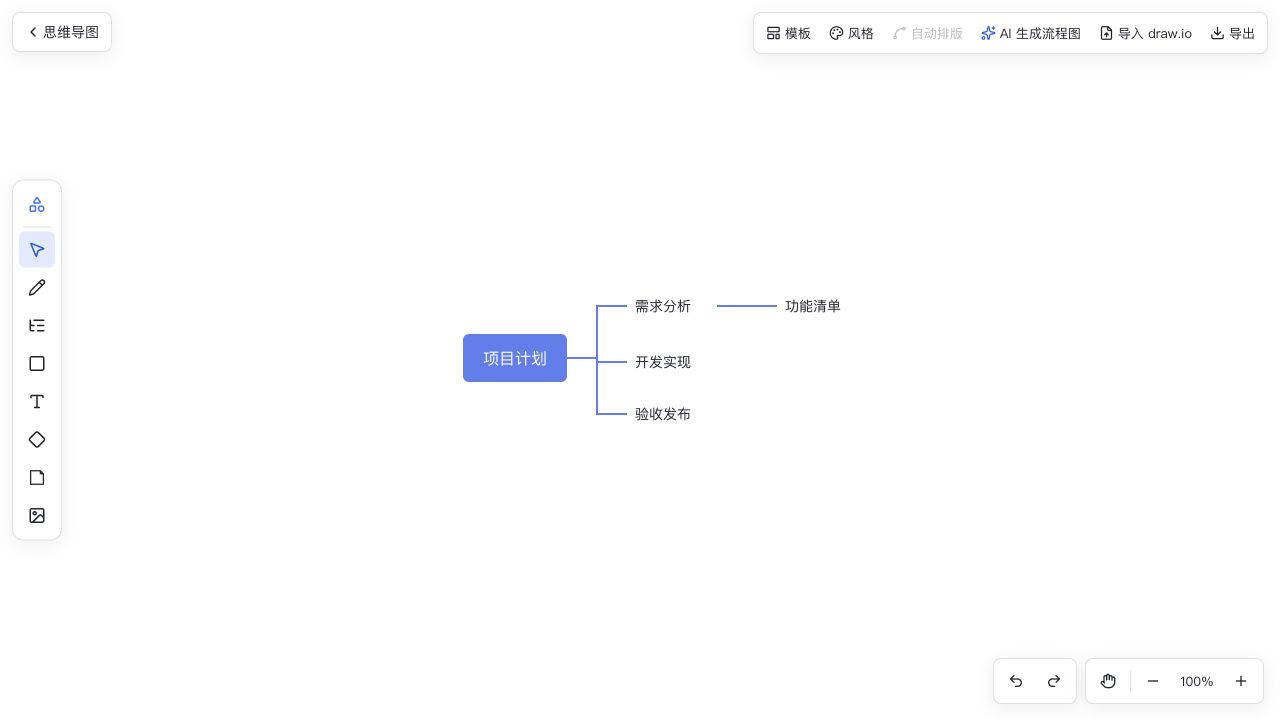 思维导图
模板
风格
自动排版
AI 生成流程图
导入 draw.io
导出
需求分析
功能清单
项目计划
开发实现
验收发布
100%